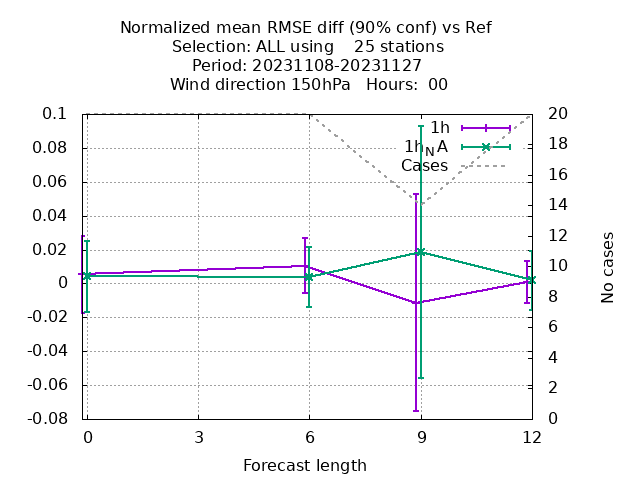 Normalized mean RMSE diff (90% conf) vs Ref
Selection: ALL using    25 stations
Period: 20231108-20231127
Wind direction 150hPa   Hours:  00
0.1
0.08
0.06
0.04
0.02
0
-0.02
-0.04
-0.06
-0.08
20
18
16
14
12
10
8
6
4
2
0
1h
1hNA
Cases
No cases
0
3
6
9
12
Forecast length